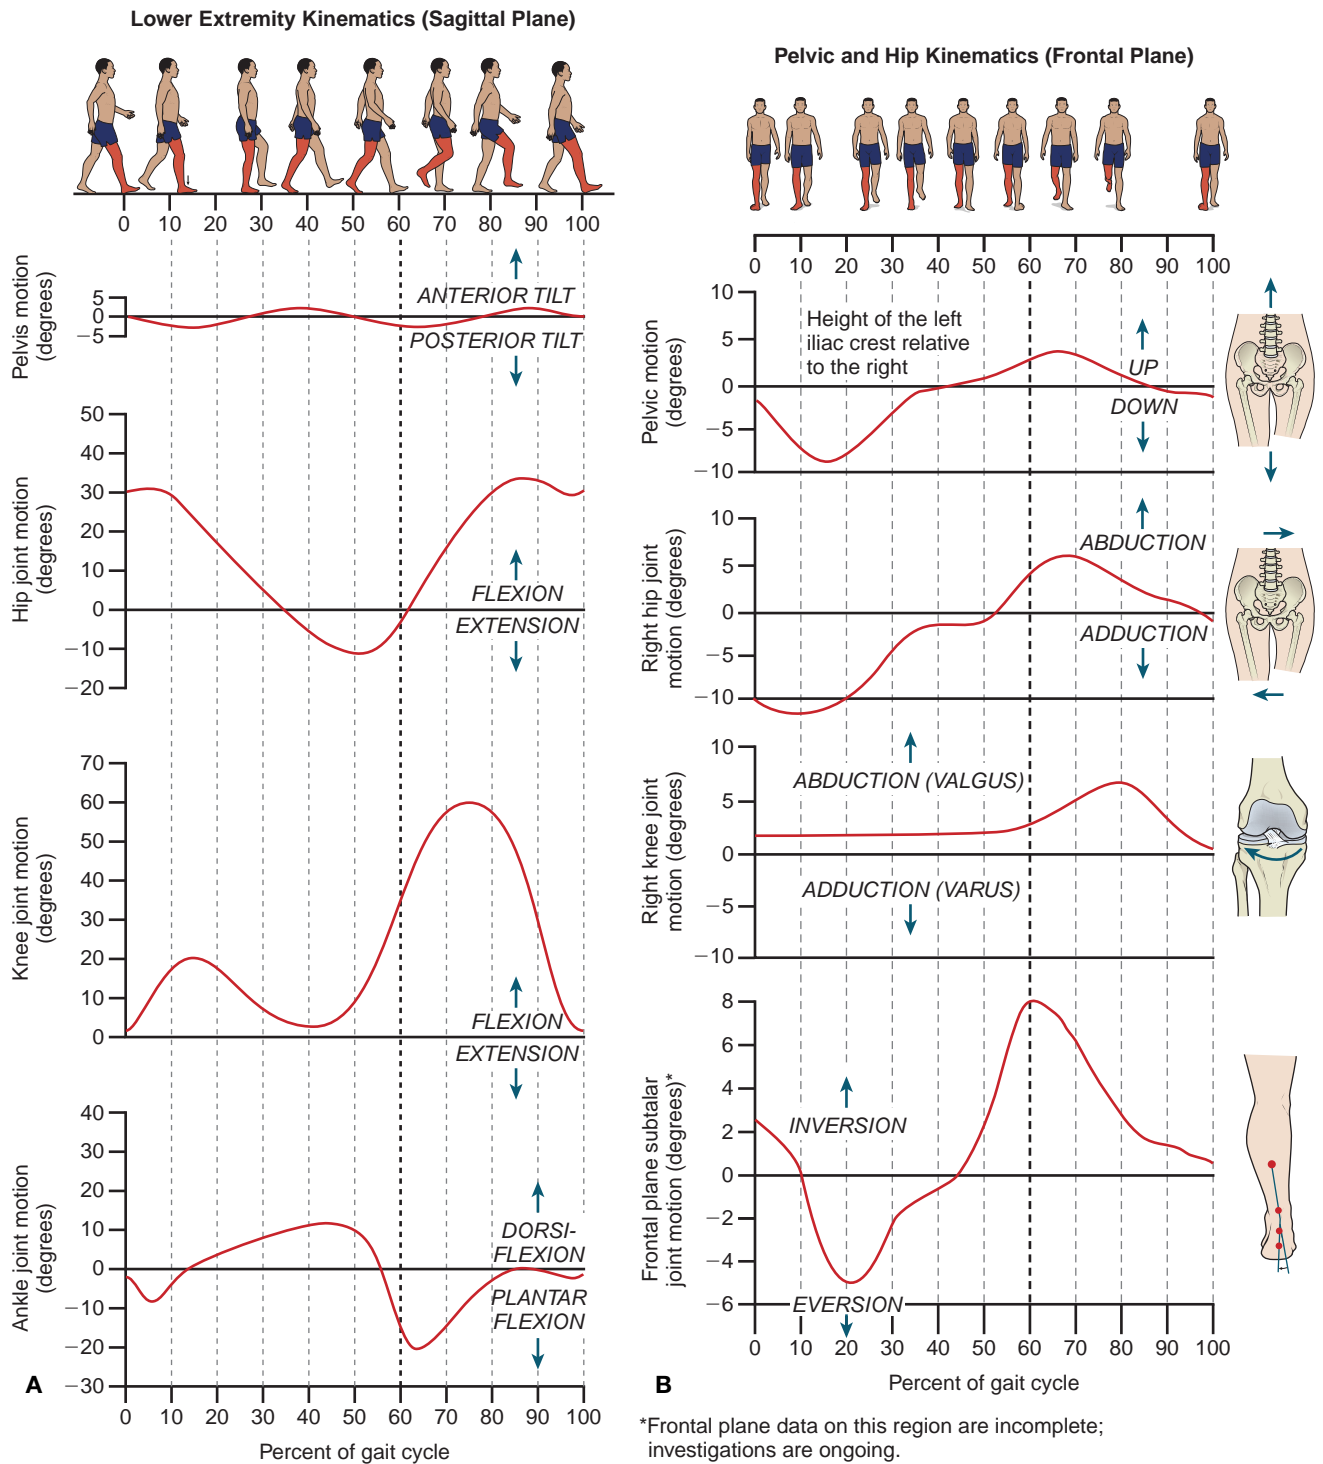 Lower Extremity Kinematics (Sagittal Plane)
0 10 20 30 40 50 60 70 80 90 100
Pelvis motion
(degrees)
5
0
−5
ANTERIOR TILT
POSTERIOR TILT
Hip joint motion
(degrees)
50
40
30
20
10
0
−10
−20
FLEXION
EXTENSION
Knee joint motion
(degrees)
70
60
50
40
30
20
10
0
FLEXION
EXTENSION
Ankle joint motion
(degrees)
40
30
20
10
0
−10
−20
−30
DORSI-
FLEXION
PLANTAR
FLEXION
0 10 20 30 40 50 60 70 80 90 100
Percent of gait cycle
A
Pelvic and Hip Kinematics (Frontal Plane)
0 10 20 30 40 50 60 70 80 90 100
Pelvic motion
(degrees)
10
5
0
−5
−10
Height of the left
iliac crest relative
to the right
UP
DOWN
Right hip joint
motion (degrees)
10
5
0
−5
−10
ABDUCTION
ADDUCTION
Right knee joint
motion (degrees)
10
5
0
−5
−10
ABDUCTION (VALGUS)
ADDUCTION (VARUS)
Frontal plane subtalar
joint motion (degrees)*
8
6
4
2
0
−2
−4
−6
INVERSION
EVERSION
0 10 20 30 40 50 60 70 80 90 100
B
Percent of gait cycle
*Frontal plane data on this region are incomplete;
investigations are ongoing.